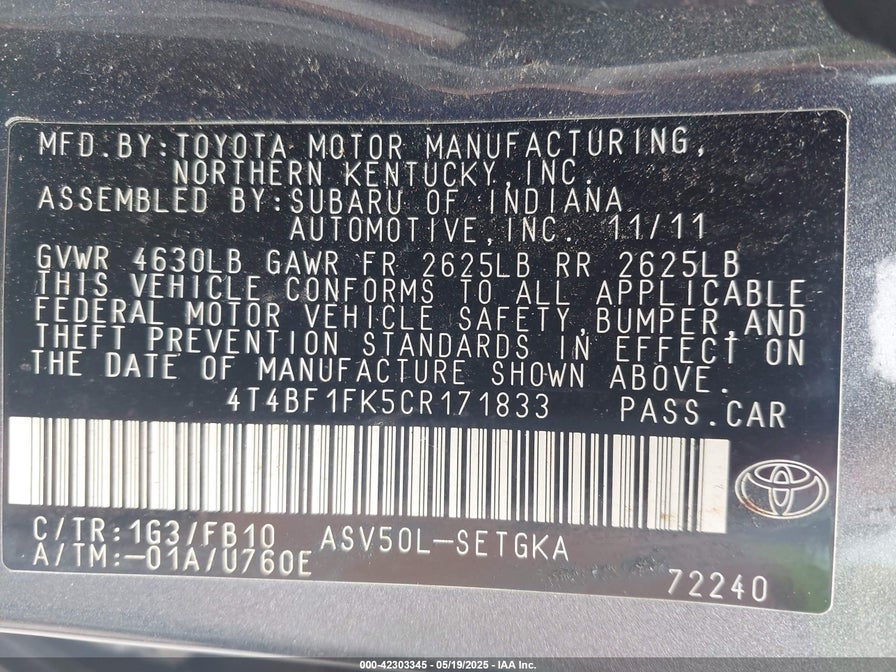 MFD.BY:TOYOTA MOTOR MANUFACTURING,
NORTHERN KENTUCKY,INC.
ASSEMBLED BY:SUBARU OF INDIANA
AUTOMOTIVE,INC. 11/11
GVWR 4630LB GAWR FR 2625LB RR 2625LB
THIS VEHICLE CONFORMS TO ALL APPLICABLE
FEDERAL MOTOR VEHICLE SAFETY,BUMPER,AND
THEFT PREVENTION STANDARDS IN EFFECT ON
THE DATE OF MANUFACTURE SHOWN ABOVE.
4T4BF1FK5CR171833 PASS.CAR
C/TR:1G3/FB10 ASV50L-SETGKA
A/TM:-01A/U760E
72240
000-42303345 / 05/19/2025 - IAA Inc.